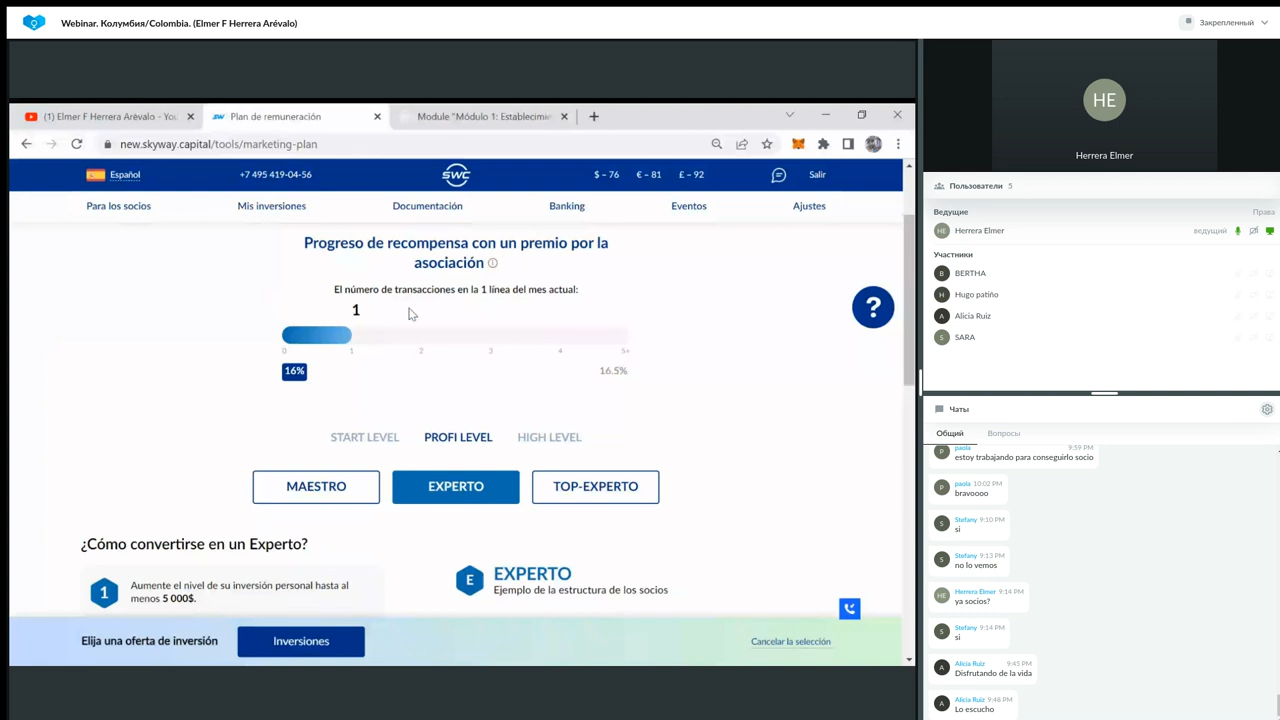 Webinar. Колумбия/Colombia. (Elmer F Herrera Arévalo)
Закрепленный
(1) Elmer F Herrera Arévalo - You
Plan de remuneración
Module "Módulo 1: Establecimie
new.skyway.capital/tools/marketing-plan
Español
+7 495 419-04-56
SWC
$ – 76
€ – 81
£ – 92
Salir
Para los socios
Mis inversiones
Documentación
Banking
Eventos
Ajustes
Progreso de recompensa con un premio por la
asociación
El número de transacciones en la 1 línea del mes actual:
1
0 1 2 3 4 5+
16%
16.5%
?
START LEVEL
PROFI LEVEL
HIGH LEVEL
MAESTRO
EXPERTO
TOP-EXPERTO
¿Cómo convertirse en un Experto?
1
Aumente el nivel de su inversión personal hasta al
menos 5 000$.
E
EXPERTO
Ejemplo de la estructura de los socios
Elija una oferta de inversión
Inversiones
Cancelar la selección
HE
Herrera Elmer
Пользователи 5
Ведущие
Права
HE
Herrera Elmer
ведущий
Участники
B
BERTHA
H
Hugo patiño
A
Alicia Ruiz
S
SARA
Чаты
Общий
Вопросы
P
paola
9:59 PM
estoy trabajando para conseguirlo socio
P
paola 10:02 PM
bravoooo
S
Stefany 9:10 PM
si
S
Stefany 9:13 PM
no lo vemos
HE
Herrera Elmer 9:14 PM
ya socios?
S
Stefany 9:14 PM
si
A
Alicia Ruiz
9:45 PM
Disfrutando de la vida
A
Alicia Ruiz 9:48 PM
Lo escucho